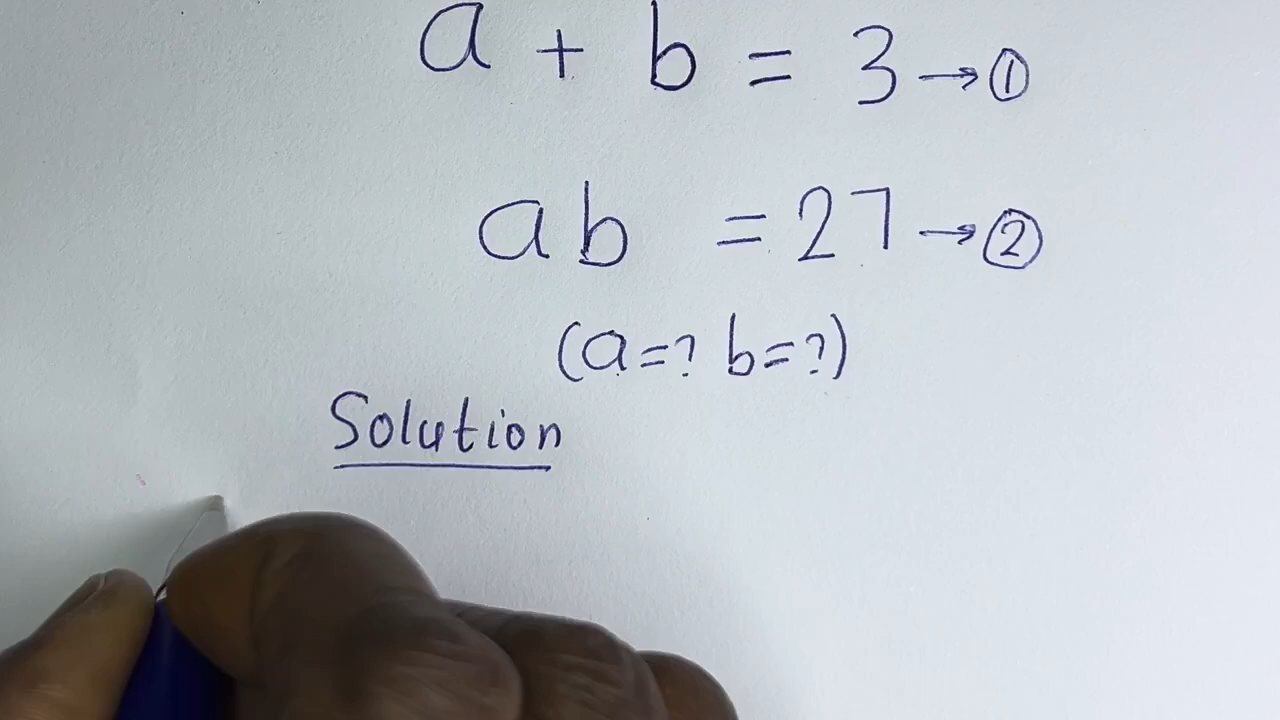 a + b = 3 → ①
ab = 27 → ②
(a=? b=?)
Solution